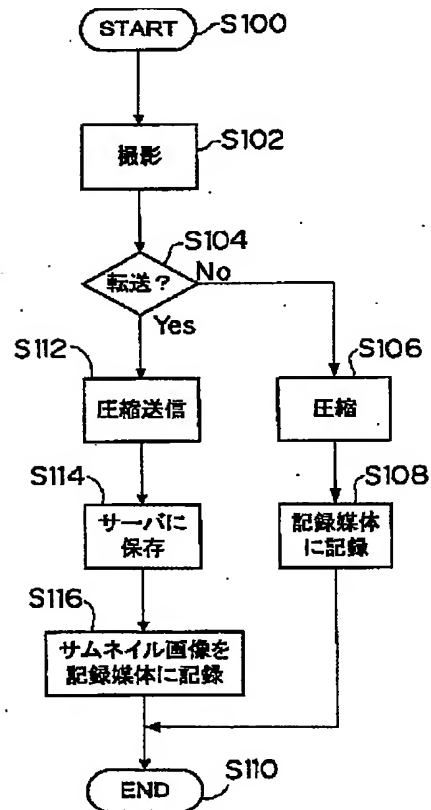 START
S100
撮影
S102
転送?
S104
No
Yes
S112
圧縮送信
S106
圧縮
S114
サーバに
保存
S108
記録媒体
に記録
S116
サムネイル画像を
記録媒体に記録
END
S110